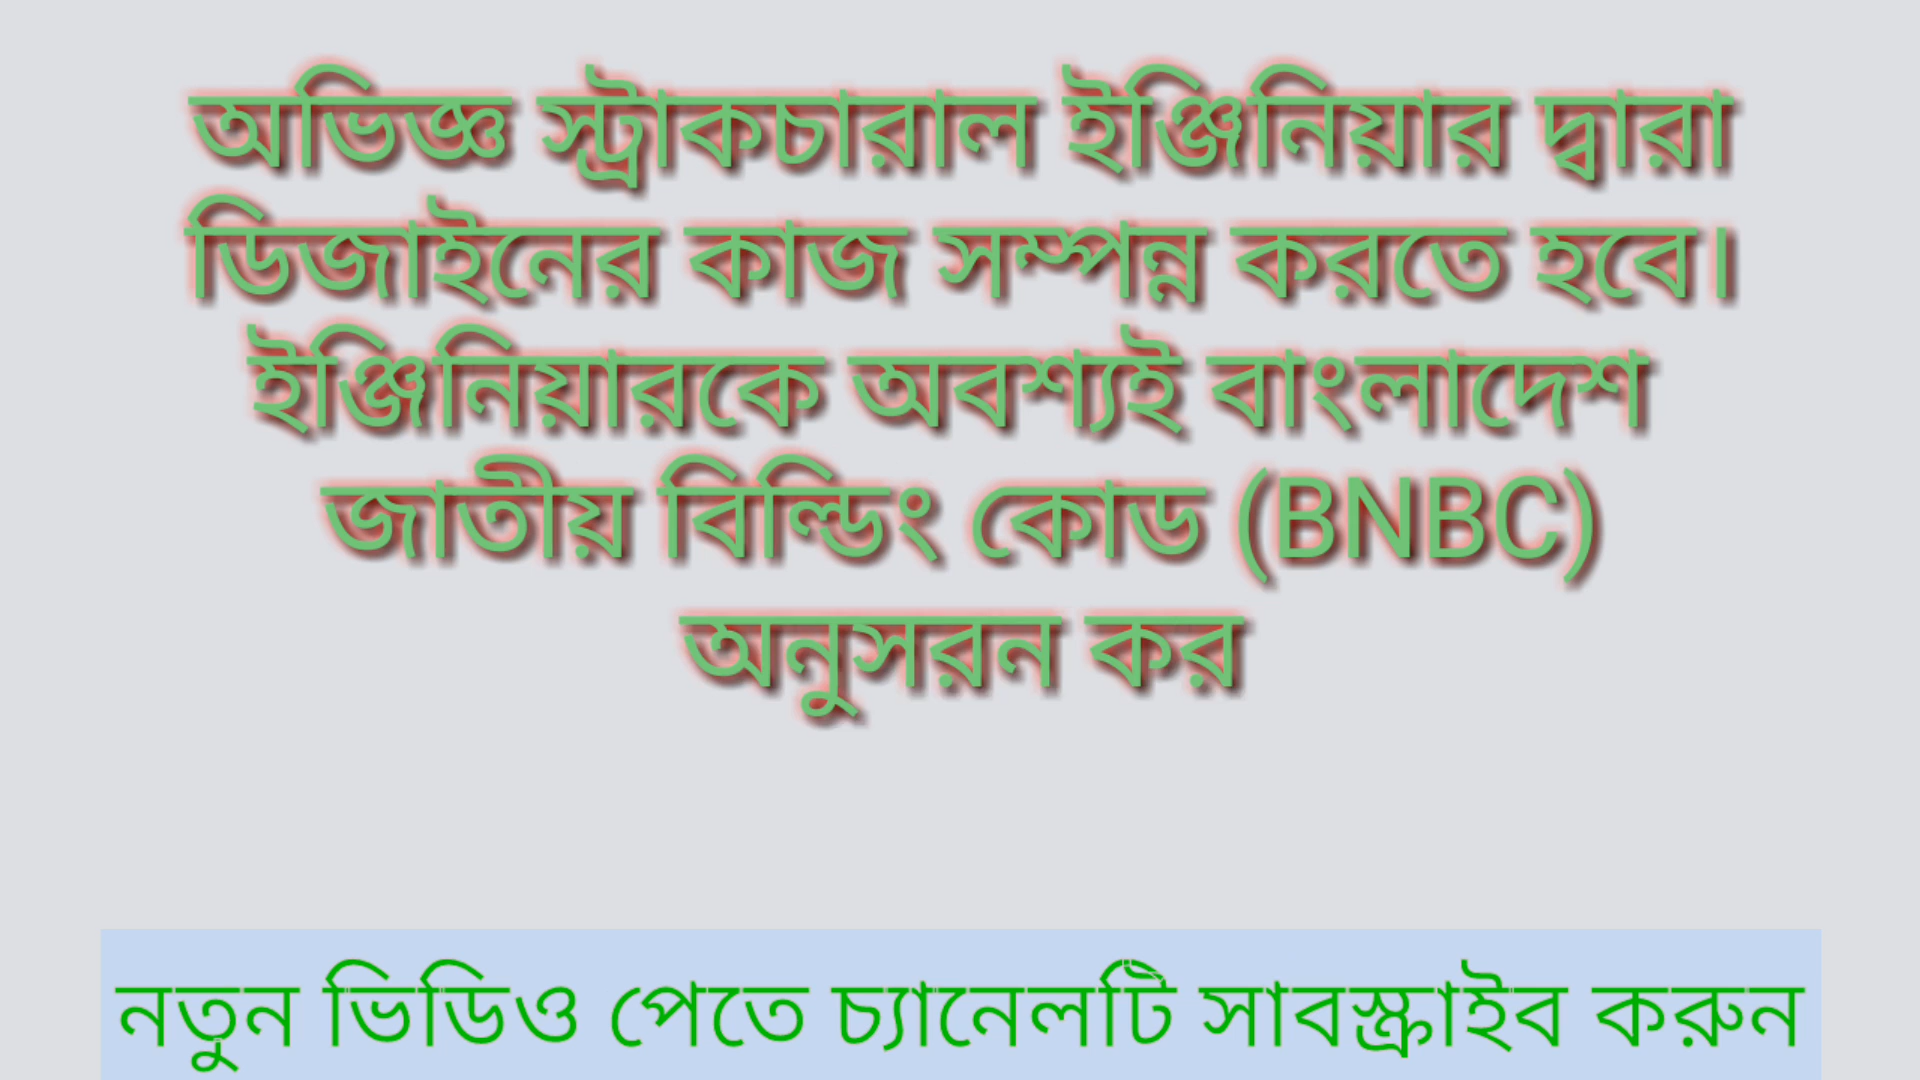 অভিজ্ঞ স্ট্রাকচারাল ইঞ্জিনিয়ার দ্বারা
ডিজাইনের কাজ সম্পন্ন করতে হবে।
ইঞ্জিনিয়ারকে অবশ্যই বাংলাদেশ
জাতীয় বিল্ডিং কোড (BNBC)
অনুসরন কর
নতুন ভিডিও পেতে চ্যানেলটি সাবস্ক্রাইব করুন